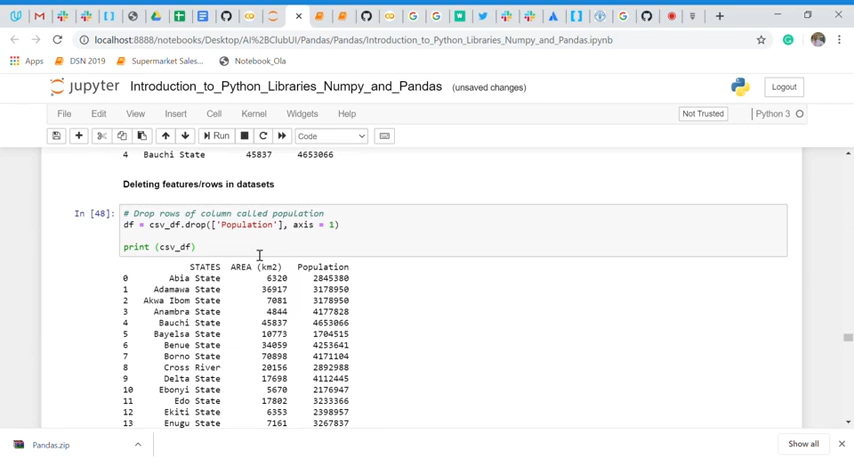 localhost:8888/notebooks/Desktop/AI%2BClubUI/Pandas/Pandas/Introduction_to_Python_Libraries_Numpy_and_Pandas.ipynb
Apps DSN 2019 Supermarket Sales... Notebook_Ola
jupyter Introduction_to_Python_Libraries_Numpy_and_Pandas (unsaved changes) Logout
File Edit View Insert Cell Kernel Widgets Help Not Trusted Python 3
Run Code
4 Bauchi State 45837 4653066
Deleting features/rows in datasets
In [48]: # Drop rows of column called population
df = csv_df.drop(['Population'], axis = 1)
print (csv_df)
STATES AREA (km2) Population
0 Abia State 6320 2845380
1 Adamawa State 36917 3178950
2 Akwa Ibom State 7081 3178950
3 Anambra State 4844 4177828
4 Bauchi State 45837 4653066
5 Bayelsa State 10773 1704515
6 Benue State 34059 4253641
7 Borno State 70898 4171104
8 Cross River 20156 2892988
9 Delta State 17698 4112445
10 Ebonyi State 5670 2176947
11 Edo State 17802 3233366
12 Ekiti State 6353 2398957
13 Enugu State 7161 3267837
Pandas.zip Show all